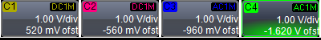 C1 DC1M C2 DC1M C3 AC1M C4 AC1M
1.00 V/div 1.00 V/div 1.00 V/div 1.00 V/div
520 mV ofst -560 mV ofst -960 mV ofst -1.620 V ofst